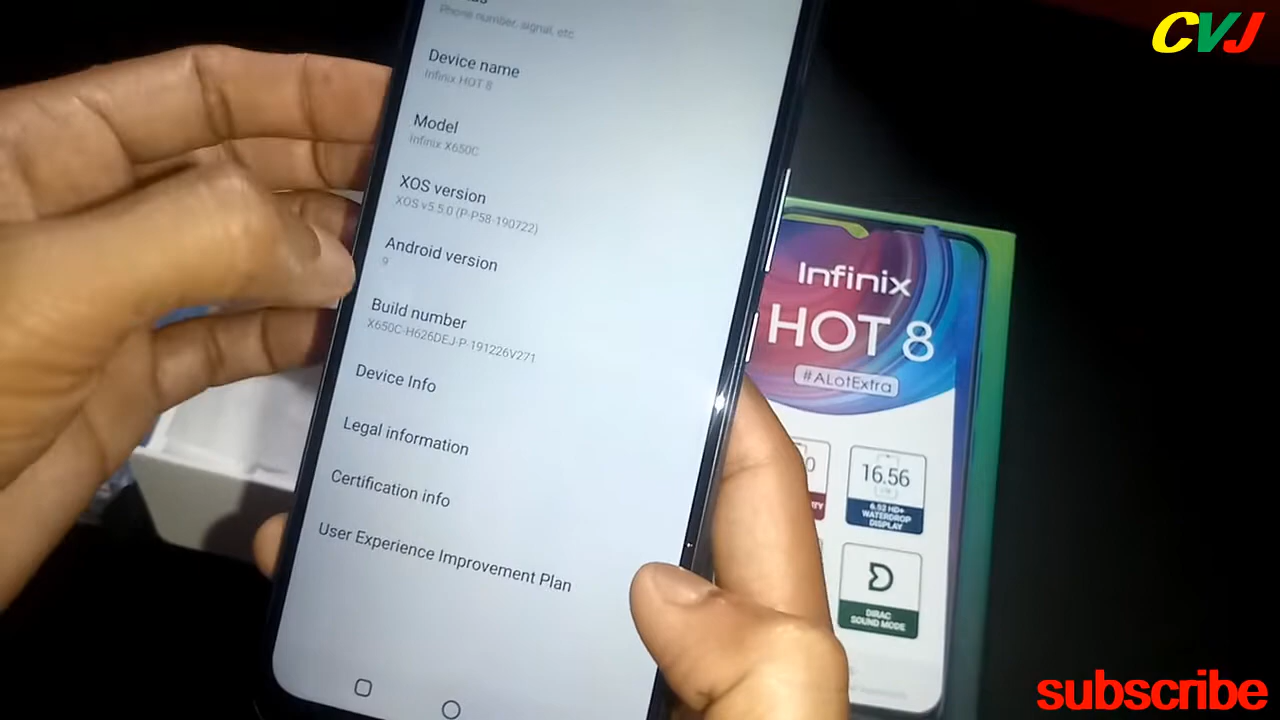 CVJ
Phone number, signal, etc.
Device name
Infinix HOT 8
Model
Infinix X650C
XOS version
XOS v5.5.0 (P-P58-190722)
Android version
9
Build number
X650C-H626DEJ-P-191226V271
Device Info
Legal information
Certification info
User Experience Improvement Plan
Infinix
HOT 8
#ALotExtra
16.56
6.52 HD+
WATERDROP
DISPLAY
DIRAC
SOUND MODE
subscribe